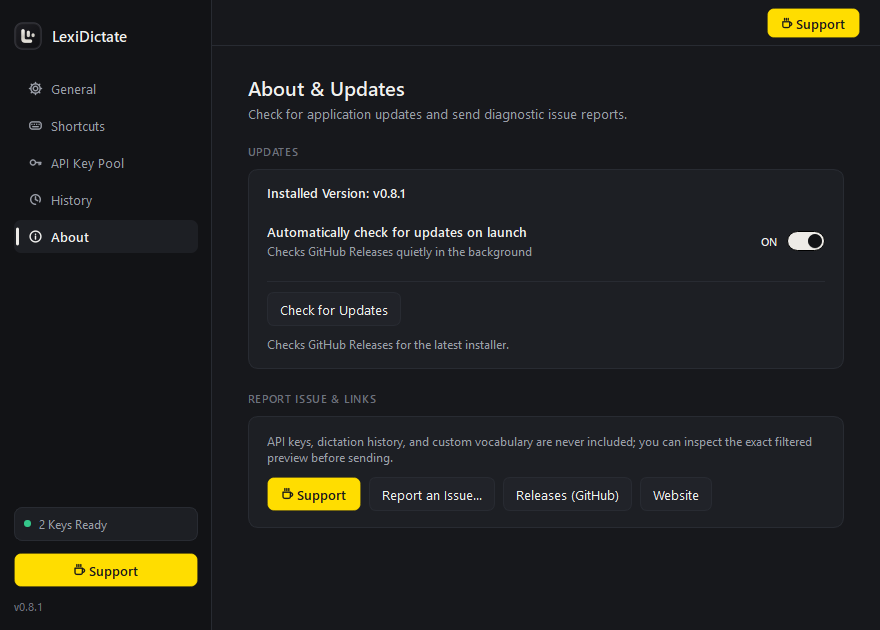 LexiDictate
General
Shortcuts
API Key Pool
History
About
2 Keys Ready
Support
v0.8.1
Support
About & Updates
Check for application updates and send diagnostic issue reports.
UPDATES
Installed Version: v0.8.1
Automatically check for updates on launch
Checks GitHub Releases quietly in the background
ON
Check for Updates
Checks GitHub Releases for the latest installer.
REPORT ISSUE & LINKS
API keys, dictation history, and custom vocabulary are never included; you can inspect the exact filtered
preview before sending.
Support
Report an Issue...
Releases (GitHub)
Website